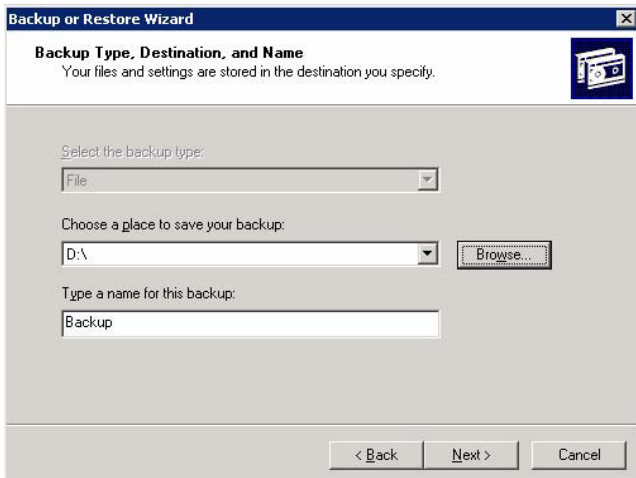 Backup or Restore Wizard
Backup Type, Destination, and Name
Your files and settings are stored in the destination you specify.
Select the backup type:
File
Choose a place to save your backup:
D:\
Browse...
Type a name for this backup:
Backup
< Back
Next >
Cancel